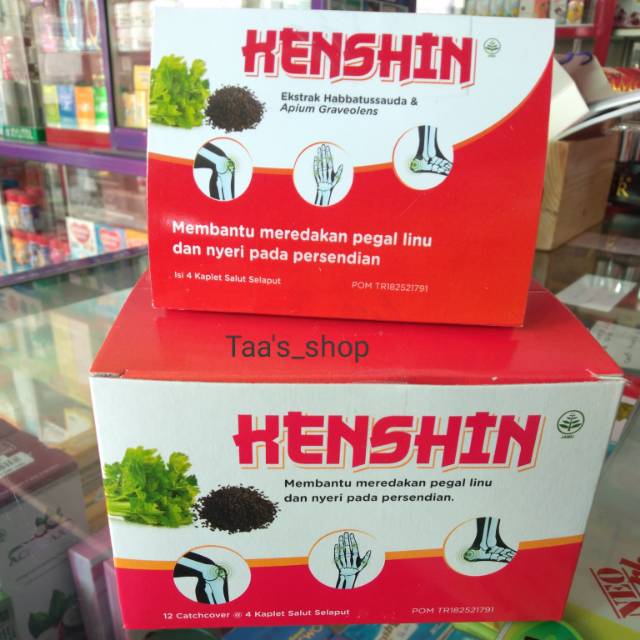 KENSHIN
Ekstrak Habbatussauda &
Apium Graveolens
Membantu meredakan pegal linu
dan nyeri pada persendian
Isi 4 Kaplet Salut Selaput
POM TR182521791
Taa's_shop
KENSHIN
JAMU
Membantu meredakan pegal linu
dan nyeri pada persendian.
12 Catchcover @ 4 Kaplet Salut Selaput
POM TR182521791
NEO